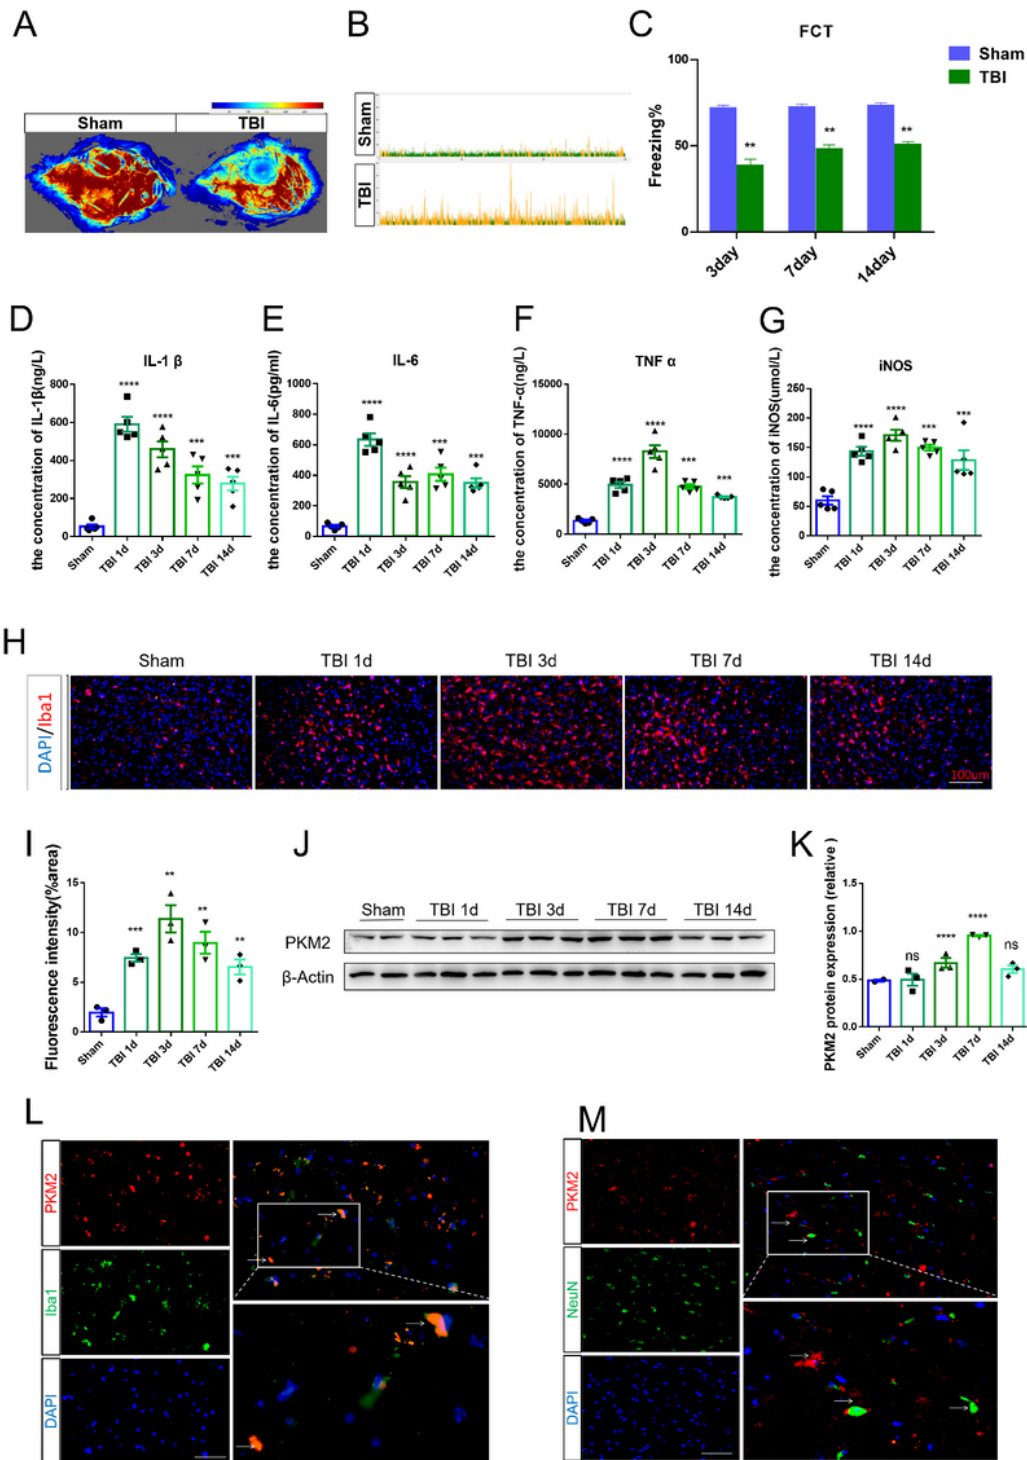 A
B
C
FCT
Sham
TBI
Sham
TBI
Sham
TBI
Freezing%
100
50
0
3day
7day
14day
**
**
**
D
IL-1 β
the concentration of IL-1β(ng/L)
800
600
400
200
0
****
****
***
***
Sham
TBI 1d
TBI 3d
TBI 7d
TBI 14d
E
IL-6
the concentration of IL-6(pg/ml)
1000
800
600
400
200
0
****
****
***
***
Sham
TBI 1d
TBI 3d
TBI 7d
TBI 14d
F
TNF α
the concentration of TNF-α(ng/L)
15000
10000
5000
0
****
****
***
***
Sham
TBI 1d
TBI 3d
TBI 7d
TBI 14d
G
iNOS
the concentration of iNOS(umol/L)
250
200
150
100
50
0
****
****
***
***
Sham
TBI 1d
TBI 3d
TBI 7d
TBI 14d
H
Sham
TBI 1d
TBI 3d
TBI 7d
TBI 14d
DAPI/Iba1
100um
I
Fluorescence intensity(%area)
15
10
5
0
***
**
**
**
Sham
TBI 1d
TBI 3d
TBI 7d
TBI 14d
J
Sham
TBI 1d
TBI 3d
TBI 7d
TBI 14d
PKM2
β-Actin
K
PKM2 protein expression (relative )
1.5
1.0
0.5
0.0
ns
****
****
ns
Sham
TBI 1d
TBI 3d
TBI 7d
TBI 14d
L
PKM2
Iba1
DAPI
M
PKM2
NeuN
DAPI